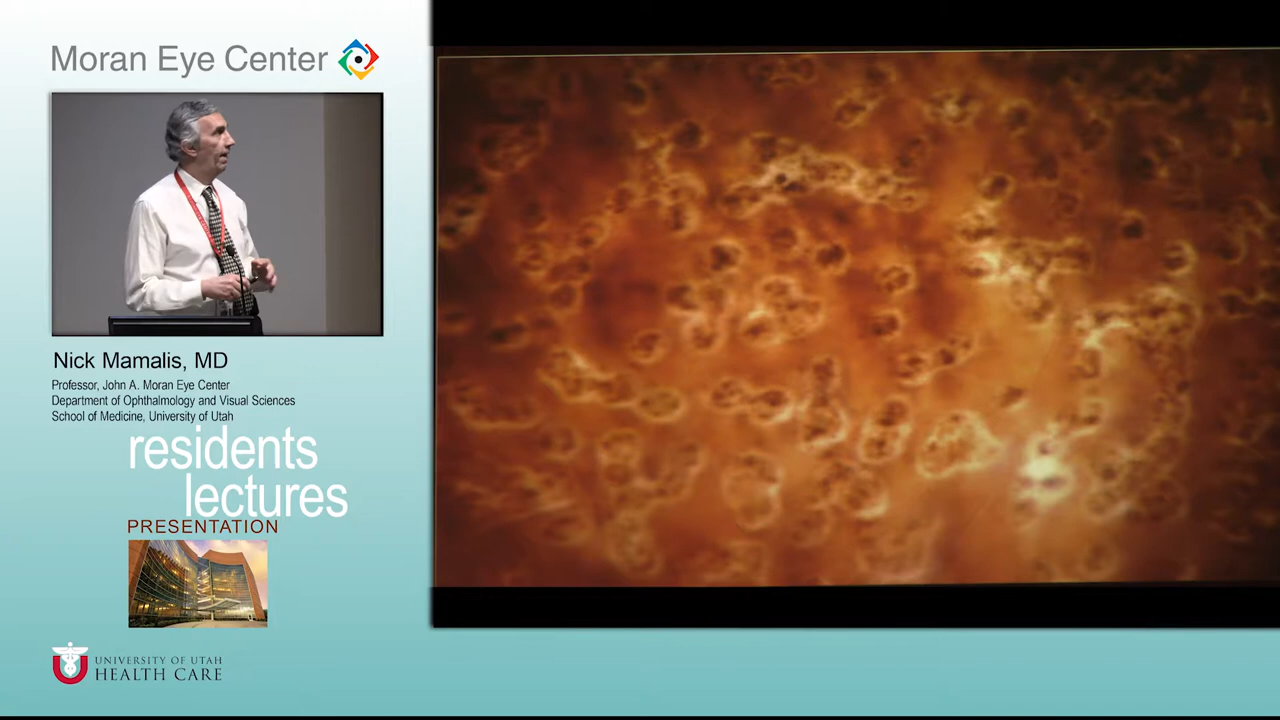 Moran Eye Center
Nick Mamalis, MD
Professor, John A. Moran Eye Center
Department of Ophthalmology and Visual Sciences
School of Medicine, University of Utah
residents
lectures
PRESENTATION
U
UNIVERSITY OF UTAH
HEALTH CARE